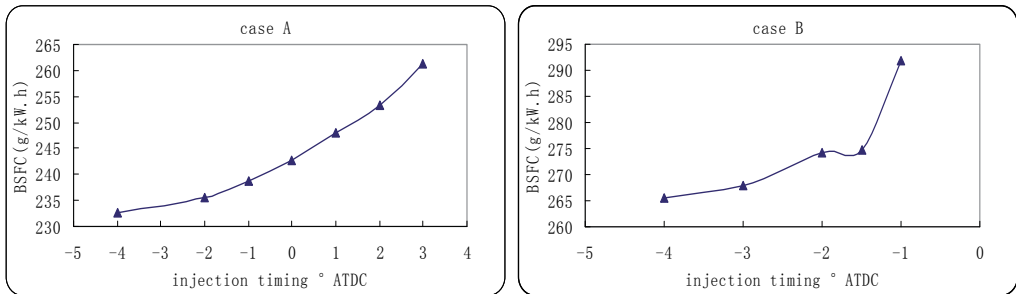 case A
265
260
255
250
245
240
235
230
BSFC(g/kW.h)
-5 -4 -3 -2 -1 0 1 2 3 4
injection timing ° ATDC
case B
295
290
285
280
275
270
265
260
BSFC(g/kW.h)
-5 -4 -3 -2 -1 0
injection timing ° ATDC